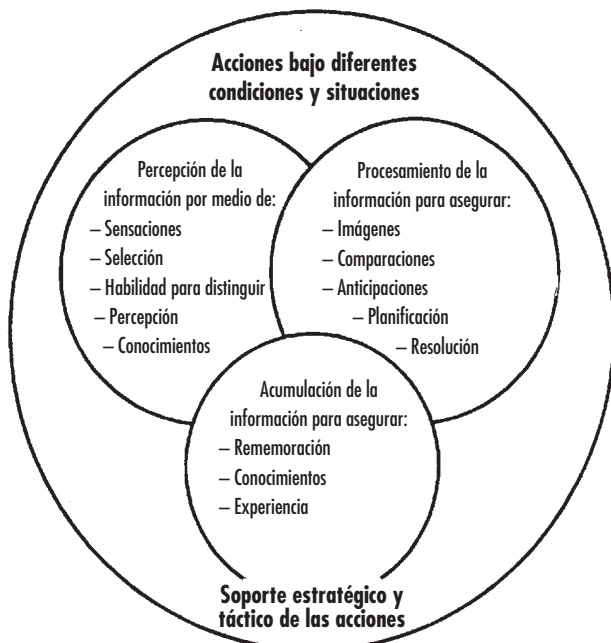 Acciones bajo diferentes
condiciones y situaciones
Percepción de la
información por medio de:
– Sensaciones
– Selección
– Habilidad para distinguir
– Percepción
– Conocimientos
Procesamiento de la
información para asegurar:
– Imágenes
– Comparaciones
– Anticipaciones
– Planificación
– Resolución
Acumulación de la
información para asegurar:
– Rememoración
– Conocimientos
– Experiencia
Soporte estratégico y
táctico de las acciones